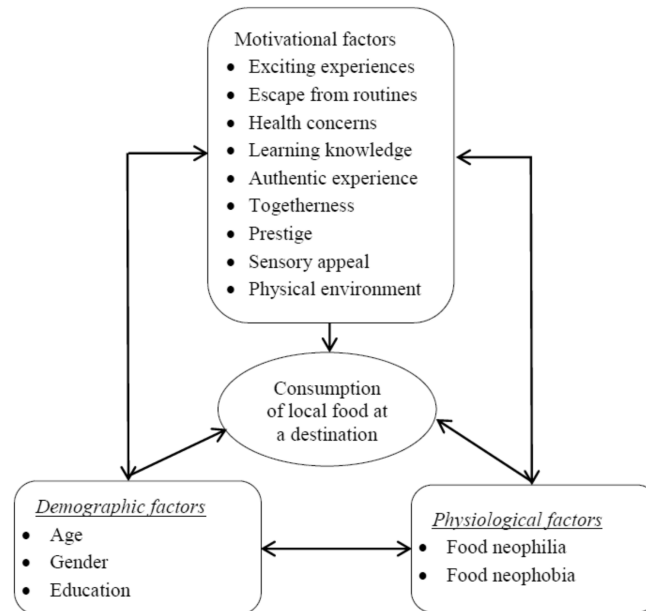 Motivational factors
• Exciting experiences
• Escape from routines
• Health concerns
• Learning knowledge
• Authentic experience
• Togetherness
• Prestige
• Sensory appeal
• Physical environment
Consumption
of local food at
a destination
Demographic factors
• Age
• Gender
• Education
Physiological factors
• Food neophilia
• Food neophobia